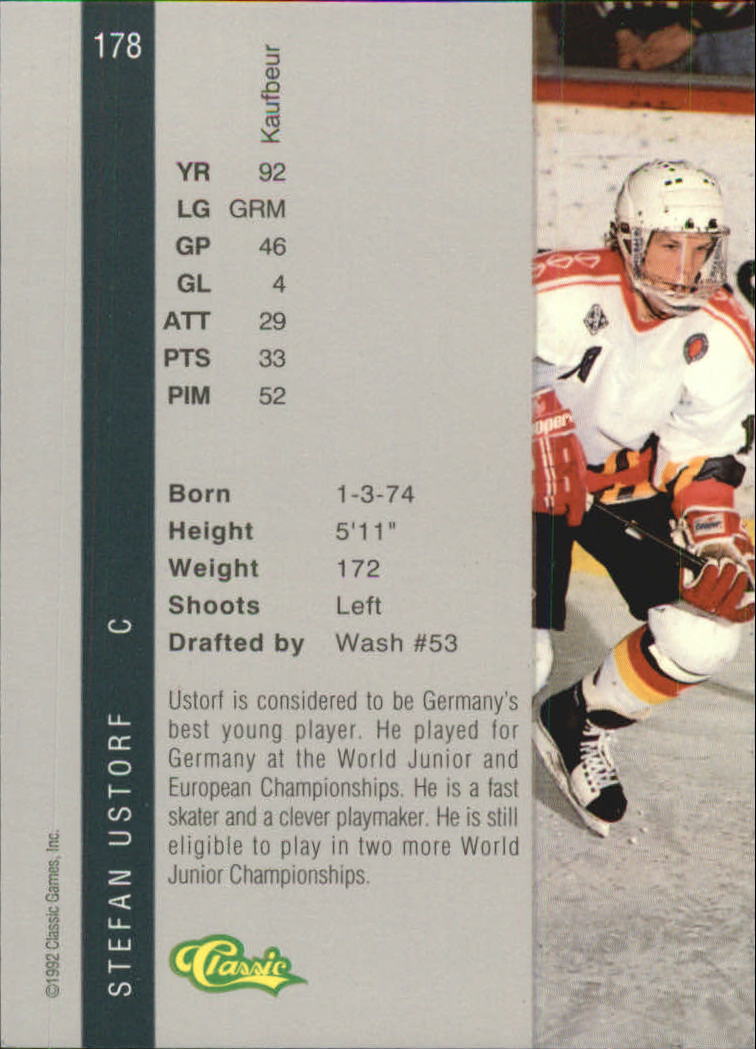 178
Kaufbeur
YR 92
LG GRM
GP 46
GL 4
ATT 29
PTS 33
PIM 52
Born 1-3-74
Height 5'11"
Weight 172
Shoots Left
Drafted by Wash #53
Ustorf is considered to be Germany's
best young player. He played for
Germany at the World Junior and
European Championships. He is a fast
skater and a clever playmaker. He is still
eligible to play in two more World
Junior Championships.
Classic
STEFAN USTORF C
©1992 Classic Games, Inc.
A
ooper
Cooper